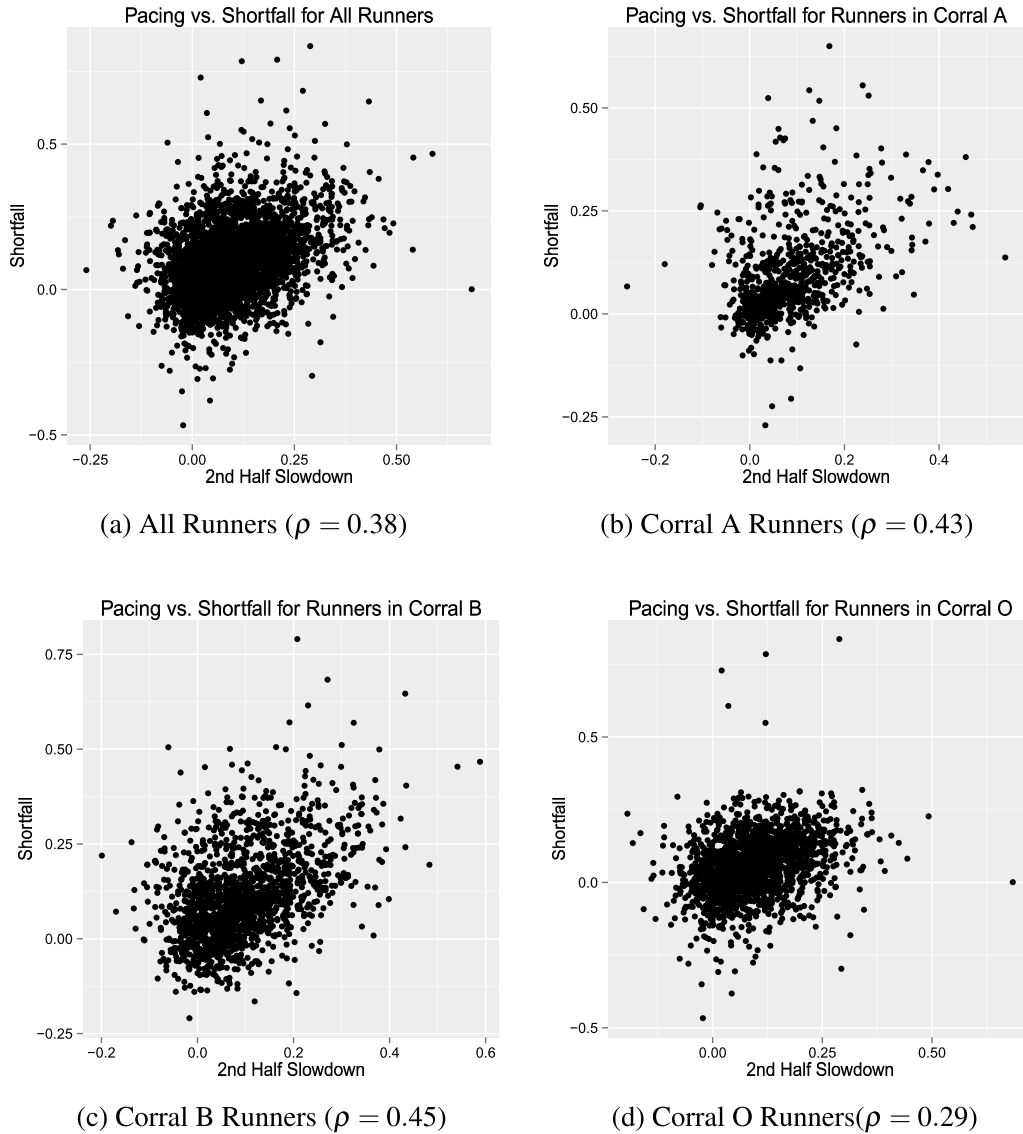 Pacing vs. Shortfall for All Runners
Shortfall
0.5
0.0
−0.5
−0.25
0.00
0.25
0.50
2nd Half Slowdown
(a) All Runners (ρ = 0.38)
Pacing vs. Shortfall for Runners in Corral A
Shortfall
0.50
0.25
0.00
−0.25
−0.2
0.0
0.2
0.4
2nd Half Slowdown
(b) Corral A Runners (ρ = 0.43)
Pacing vs. Shortfall for Runners in Corral B
Shortfall
0.75
0.50
0.25
0.00
−0.25
−0.2
0.0
0.2
0.4
0.6
2nd Half Slowdown
(c) Corral B Runners (ρ = 0.45)
Pacing vs. Shortfall for Runners in Corral O
Shortfall
0.5
0.0
−0.5
0.00
0.25
0.50
2nd Half Slowdown
(d) Corral O Runners(ρ = 0.29)